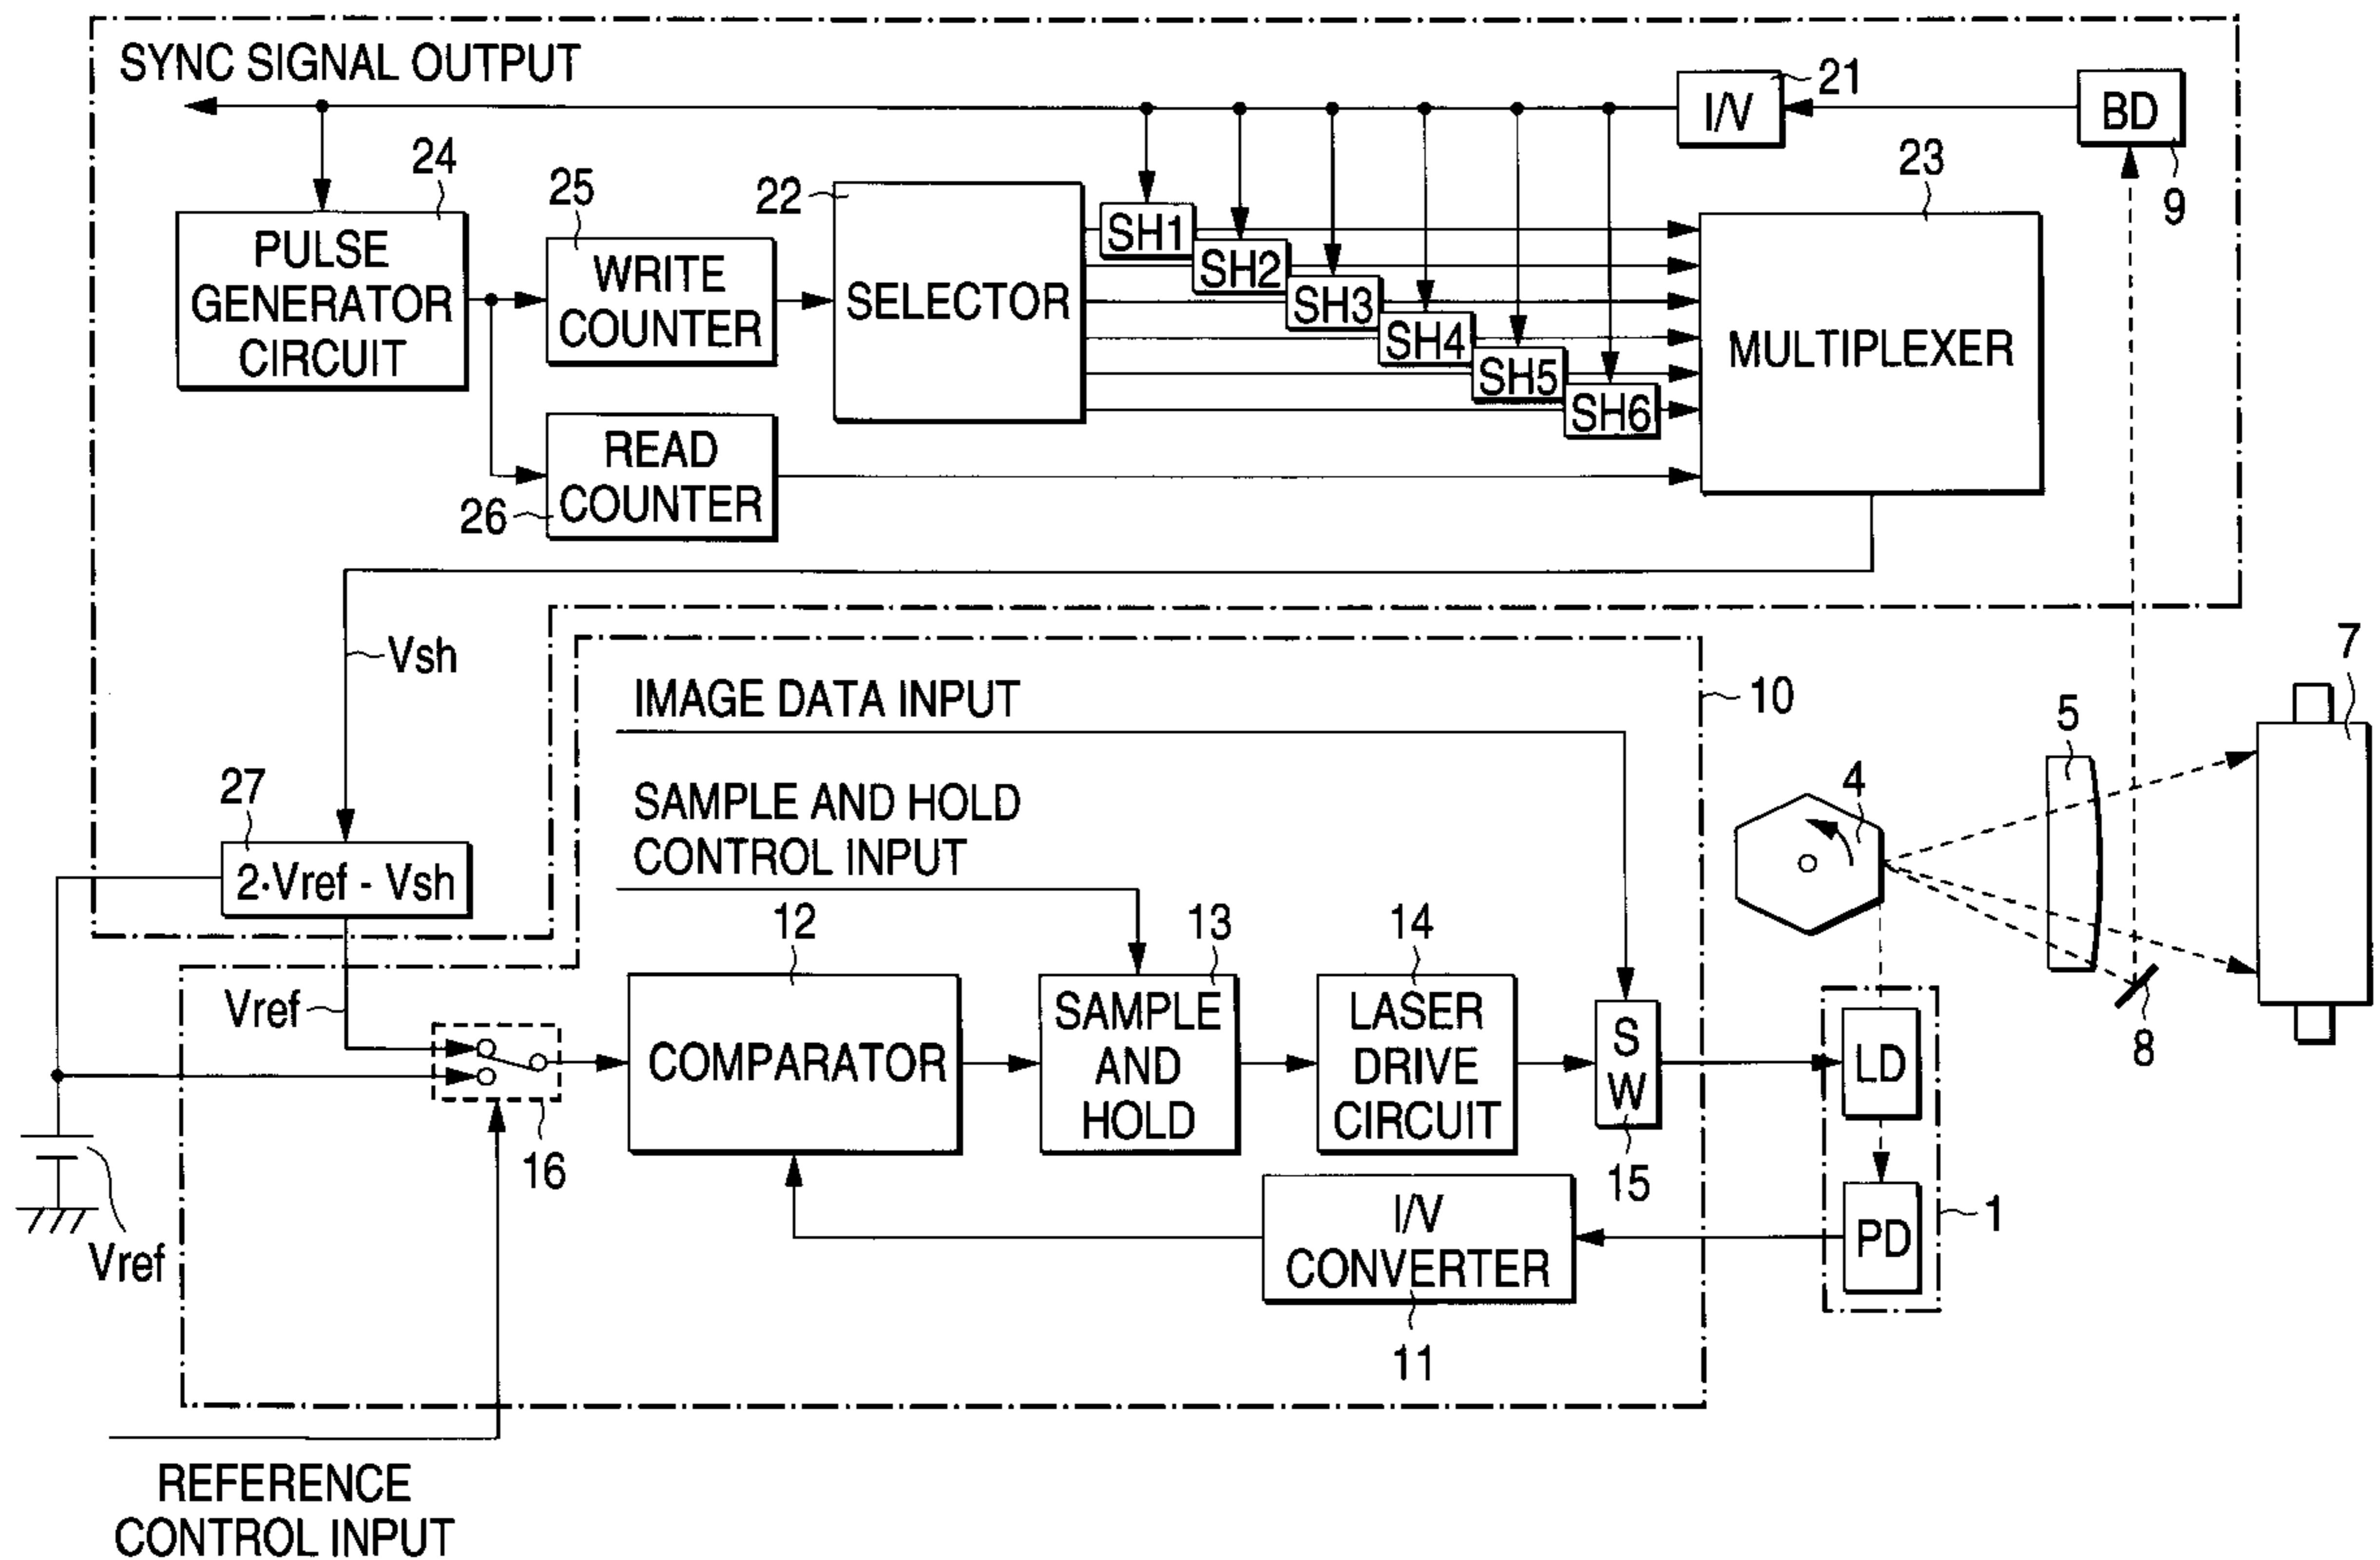 SYNC SIGNAL OUTPUT
21
I/V
BD
9
24
PULSE
GENERATOR
CIRCUIT
25
WRITE
COUNTER
22
SELECTOR
SH1
SH2
SH3
SH4
SH5
SH6
23
MULTIPLEXER
READ
COUNTER
26
Vsh
27
2·Vref - Vsh
Vref
IMAGE DATA INPUT
10
SAMPLE AND HOLD
CONTROL INPUT
12
COMPARATOR
13
SAMPLE
AND
HOLD
14
LASER
DRIVE
CIRCUIT
S
W
15
16
4
5
7
8
LD
PD
1
I/V
CONVERTER
11
Vref
REFERENCE
CONTROL INPUT